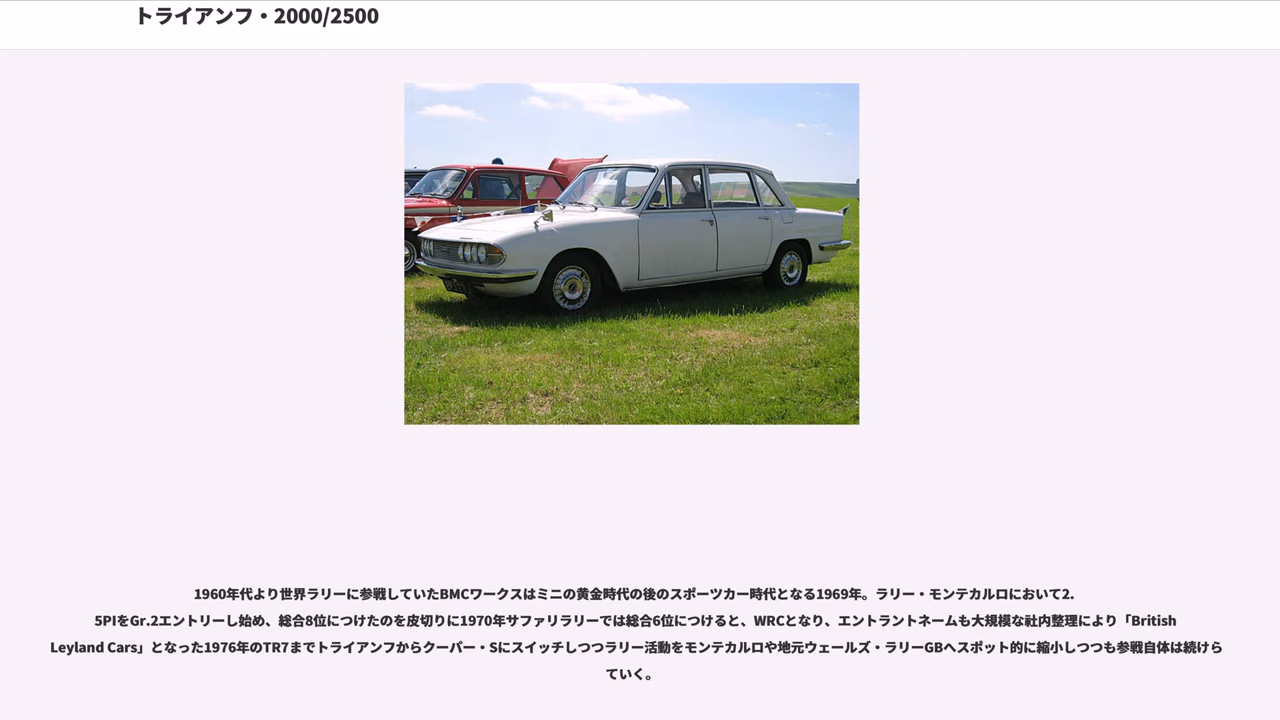 トライアンフ・2000/2500
1960年代より世界ラリーに参戦していたBMCワークスはミニの黄金時代の後のスポーツカー時代となる1969年。ラリー・モンテカルロにおいて2.
5PIをGr.2エントリーし始め、総合8位につけたのを皮切りに1970年サファリラリーでは総合6位につけると、WRCとなり、エントラントネームも大規模な社内整理により「British
Leyland Cars」となった1976年のTR7までトライアンフからクーパー・Sにスイッチしつつラリー活動をモンテカルロや地元ウェールズ・ラリーGBへスポット的に縮小しつつも参戦自体は続けら
ていく。